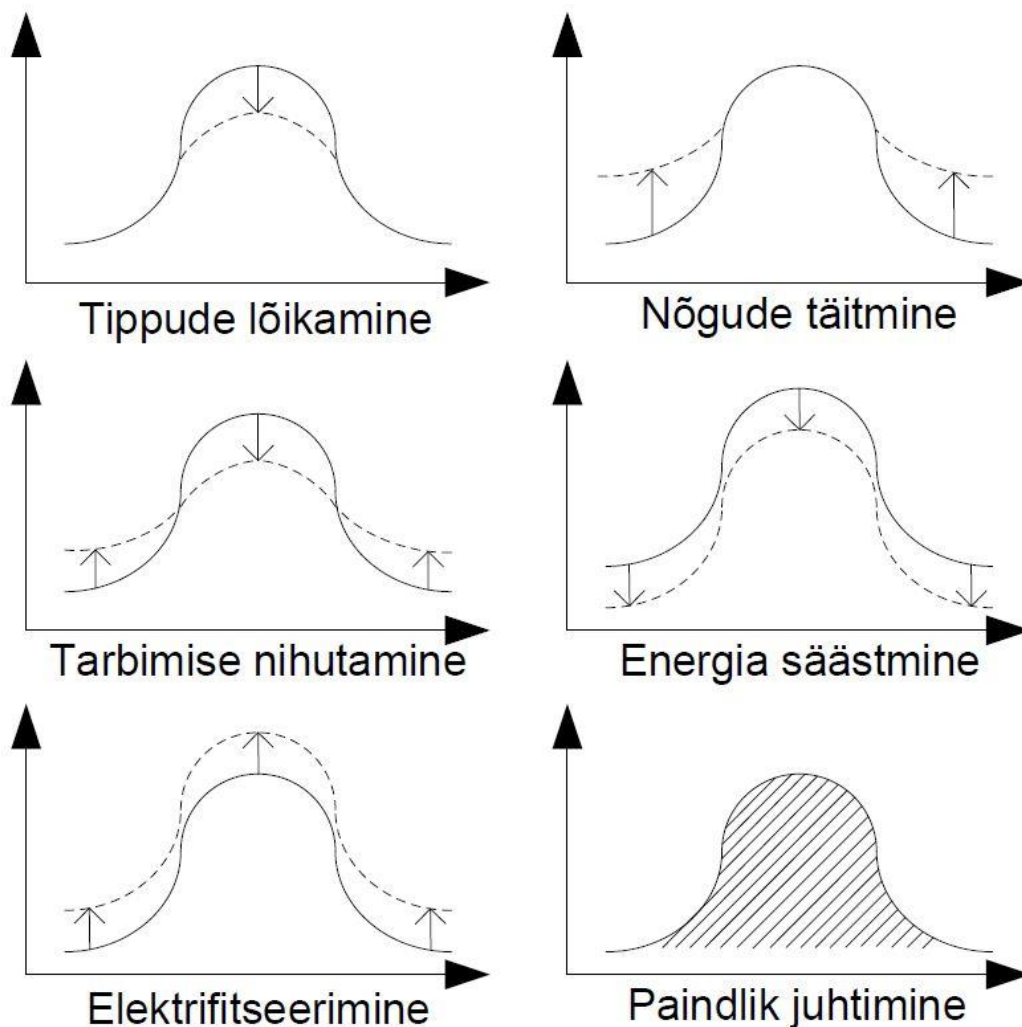 Tippude lõikamine
Nõgude täitmine
Tarbimise nihutamine
Energia säästmine
Elektrifitseerimine
Paindlik juhtimine